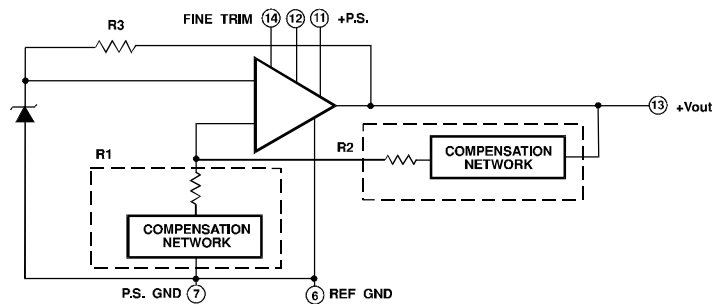 FINE TRIM 14 12 11 +P.S.
R3
13 +Vout
R1
R2
COMPENSATION
NETWORK
COMPENSATION
NETWORK
P.S. GND 7
6 REF GND